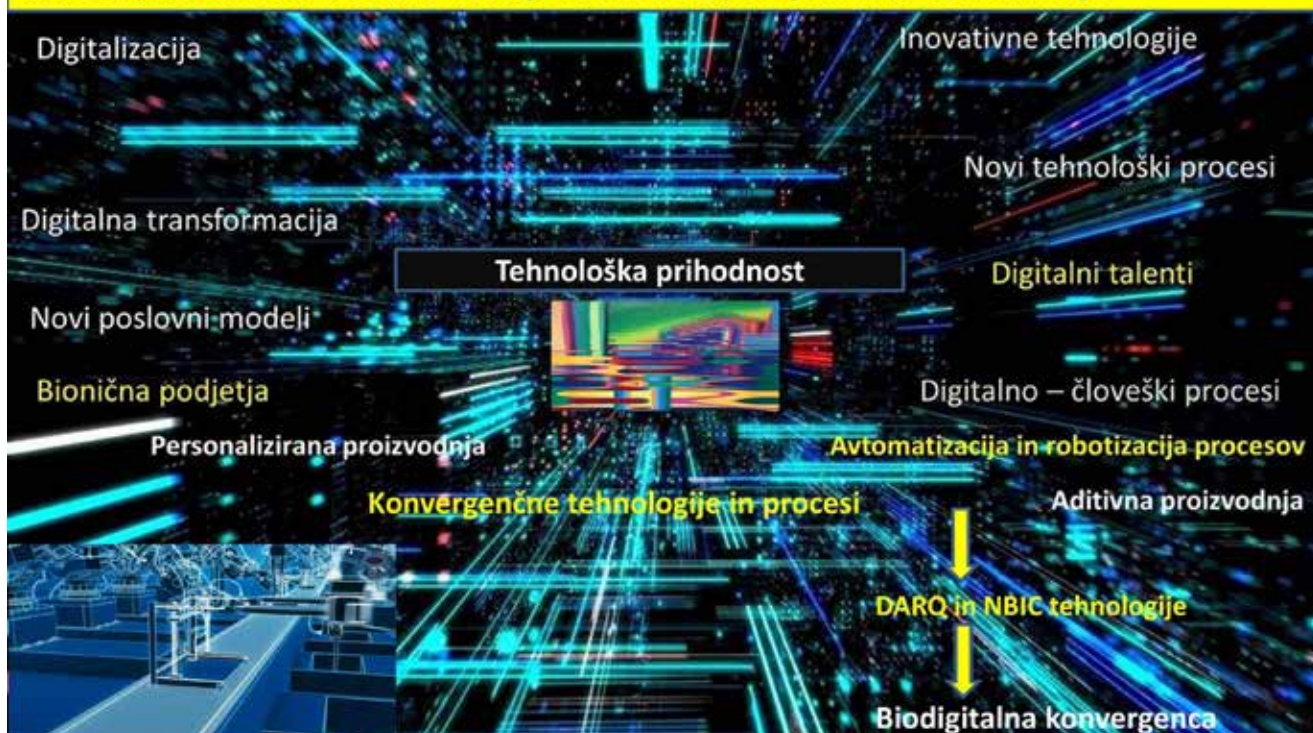 Digitalizacija
Inovativne tehnologije
Novi tehnološki procesi
Digitalna transformacija
Tehnološka prihodnost
Digitalni talenti
Novi poslovni modeli
Bionična podjetja
Digitalno – človeški procesi
Personalizirana proizvodnja
Avtomatizacija in robotizacija procesov
Konvergenčne tehnologije in procesi
Aditivna proizvodnja
DARQ in NBIC tehnologije
Biodigitalna konvergenca